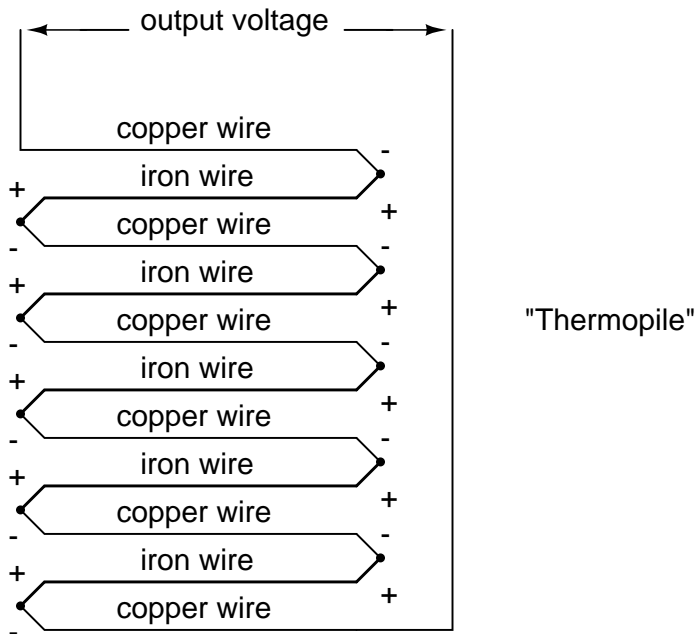 output voltage
copper wire
-
iron wire
+
copper wire
+
-
-
iron wire
+
copper wire
+
"Thermopile"
-
-
iron wire
+
copper wire
+
-
-
iron wire
+
copper wire
+
-
-
iron wire
+
copper wire
+
-